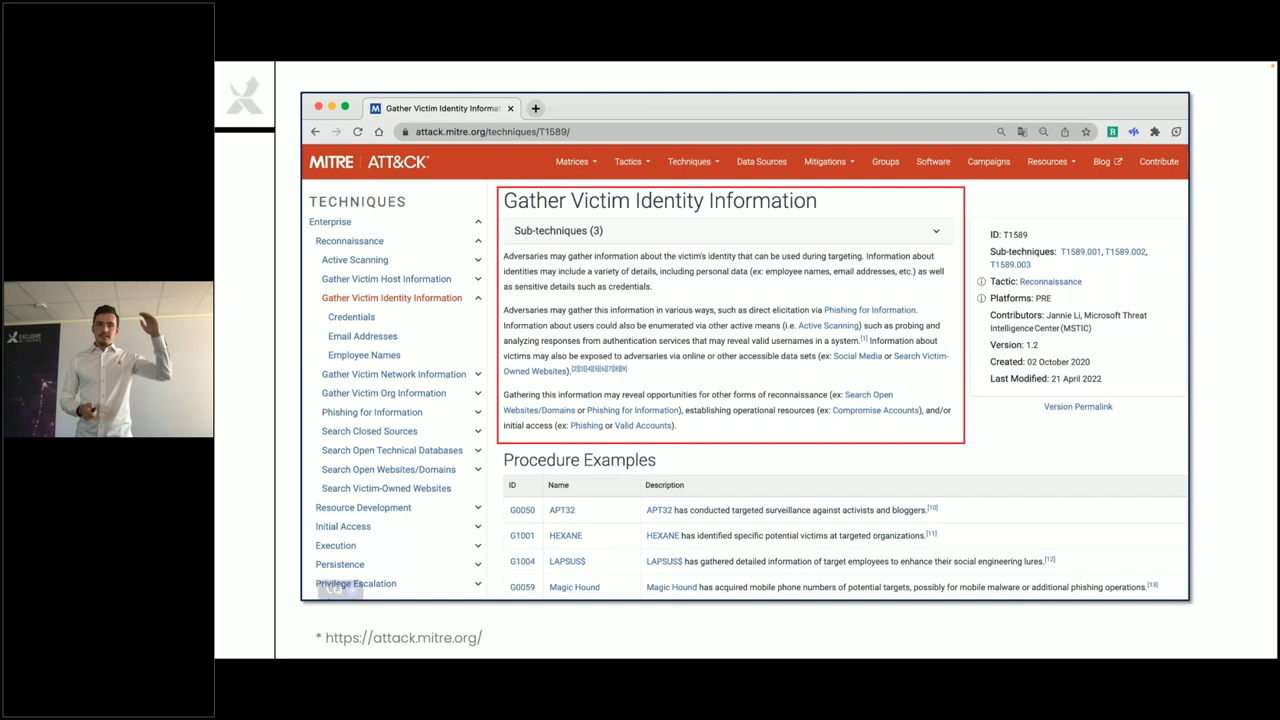 Gather Victim Identity Informat
attack.mitre.org/techniques/T1589/
MITRE | ATT&CK®
Matrices
Tactics
Techniques
Data Sources
Mitigations
Groups
Software
Campaigns
Resources
Blog
Contribute
TECHNIQUES
Enterprise
Reconnaissance
Active Scanning
Gather Victim Host Information
Gather Victim Identity Information
Credentials
Email Addresses
Employee Names
Gather Victim Network Information
Gather Victim Org Information
Phishing for Information
Search Closed Sources
Search Open Technical Databases
Search Open Websites/Domains
Search Victim-Owned Websites
Resource Development
Initial Access
Execution
Persistence
Privilege Escalation
Gather Victim Identity Information
Sub-techniques (3)
Adversaries may gather information about the victim's identity that can be used during targeting. Information about
identities may include a variety of details, including personal data (ex: employee names, email addresses, etc.) as well
as sensitive details such as credentials.
Adversaries may gather this information in various ways, such as direct elicitation via Phishing for Information.
Information about users could also be enumerated via other active means (i.e. Active Scanning) such as probing and
analyzing responses from authentication services that may reveal valid usernames in a system.[1] Information about
victims may also be exposed to adversaries via online or other accessible data sets (ex: Social Media or Search Victim-
Owned Websites).[2][3][4][5][6][7][8][9]
Gathering this information may reveal opportunities for other forms of reconnaissance (ex: Search Open
Websites/Domains or Phishing for Information), establishing operational resources (ex: Compromise Accounts), and/or
initial access (ex: Phishing or Valid Accounts).
ID: T1589
Sub-techniques: T1589.001, T1589.002,
T1589.003
Tactic: Reconnaissance
Platforms: PRE
Contributors: Jannie Li, Microsoft Threat
Intelligence Center (MSTIC)
Version: 1.2
Created: 02 October 2020
Last Modified: 21 April 2022
Version Permalink
Procedure Examples
ID Name Description
G0050 APT32 APT32 has conducted targeted surveillance against activists and bloggers.[10]
G1001 HEXANE HEXANE has identified specific potential victims at targeted organizations.[11]
G1004 LAPSUS$ LAPSUS$ has gathered detailed information of target employees to enhance their social engineering lures.[12]
G0059 Magic Hound Magic Hound has acquired mobile phone numbers of potential targets, possibly for mobile malware or additional phishing operations.[13]
* https://attack.mitre.org/
EXCLUSIVE
NETWORKS